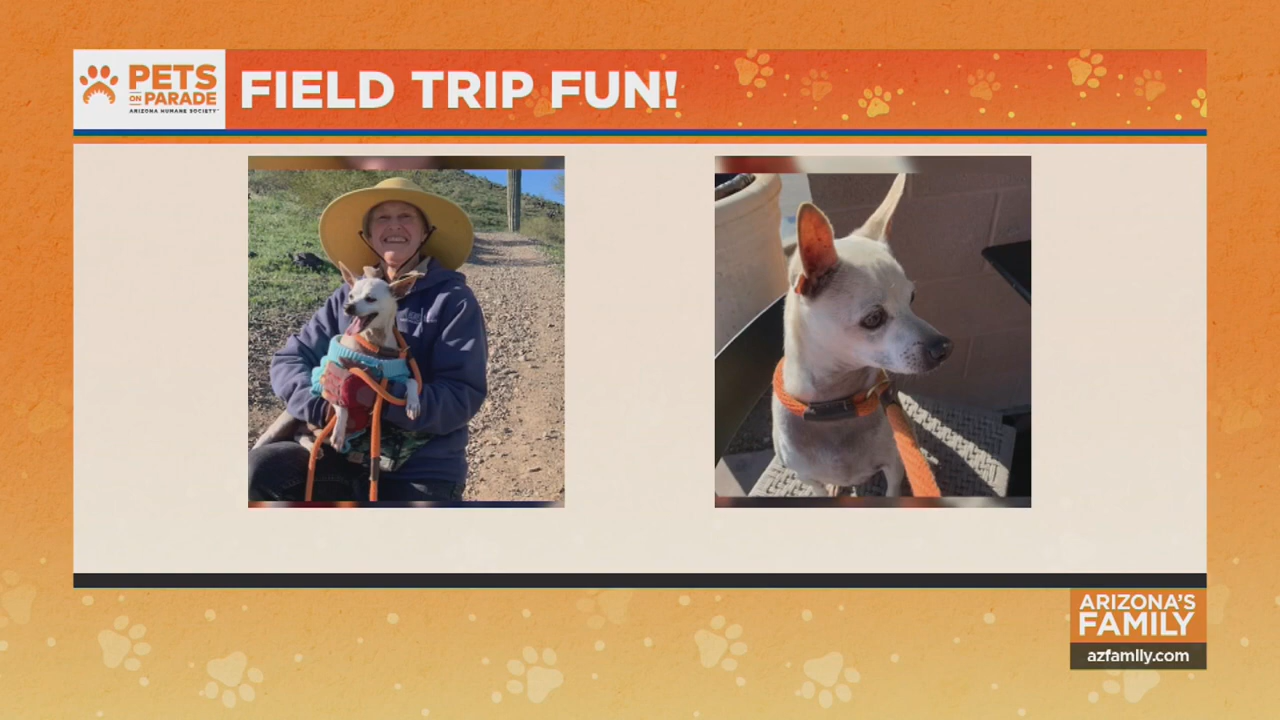 PETS
ON PARADE
ARIZONA HUMANE SOCIETY
FIELD TRIP FUN!
ARIZONA'S
FAMILY
azfamily.com